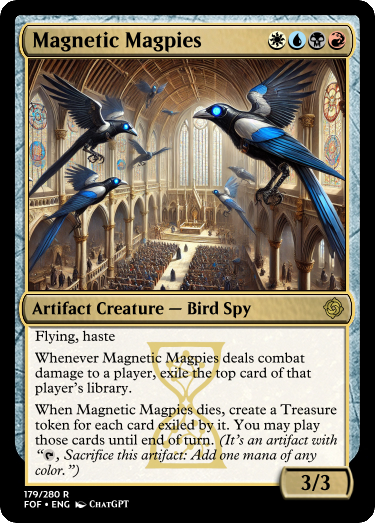 Magnetic Magpies
Artifact Creature — Bird Spy
Flying, haste
Whenever Magnetic Magpies deals combat
damage to a player, exile the top card of that
player's library.
When Magnetic Magpies dies, create a Treasure
token for each card exiled by it. You may play
those cards until end of turn. (It's an artifact with
“, Sacrifice this artifact: Add one mana of any
color.”)
3/3
179/280 R
FOF • ENG ChatGPT